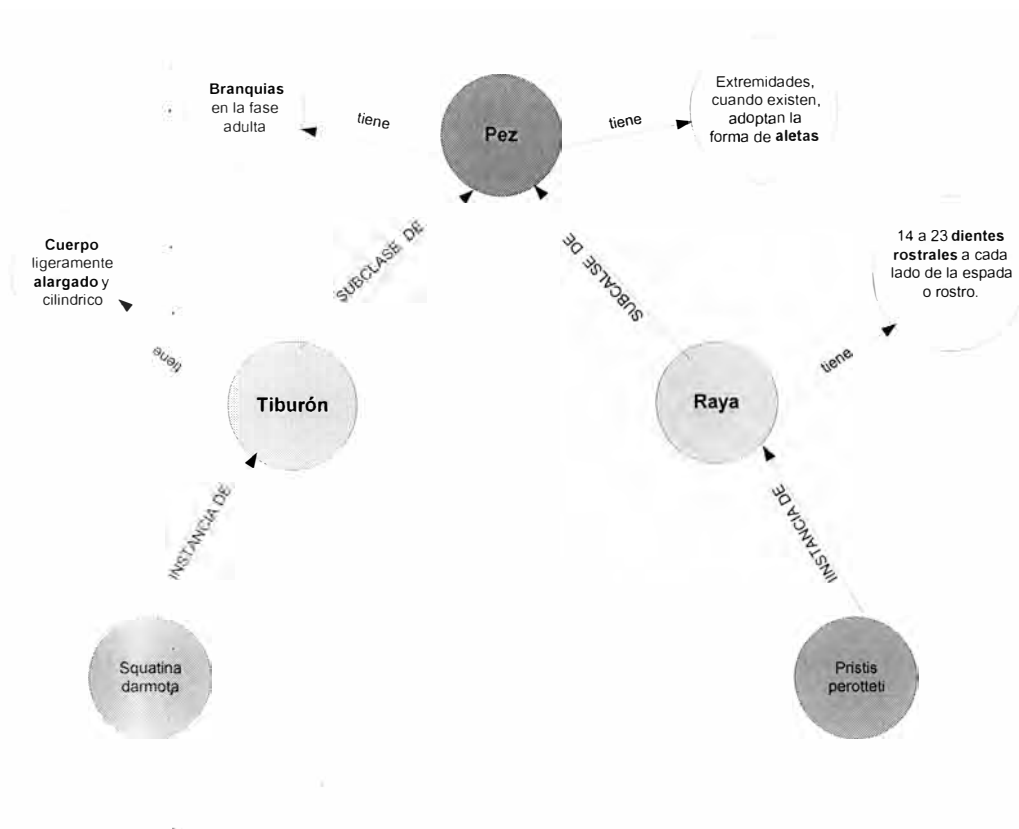 Branquias
en la fase
adulta
tiene
Pez
tiene
Extremidades,
cuando existen,
adoptan la
forma de aletas
Cuerpo
ligeramente
alargado y
cilindrico
SUBCLASE DE
SUBCALSE DE
14 a 23 dientes
rostrales a cada
lado de la espada
o rostro.
tiene
Tiburón
Raya
tiene
INSTANCIA DE
IINSTANCIA DE
Squatina
darmota
Pristis
perotteti